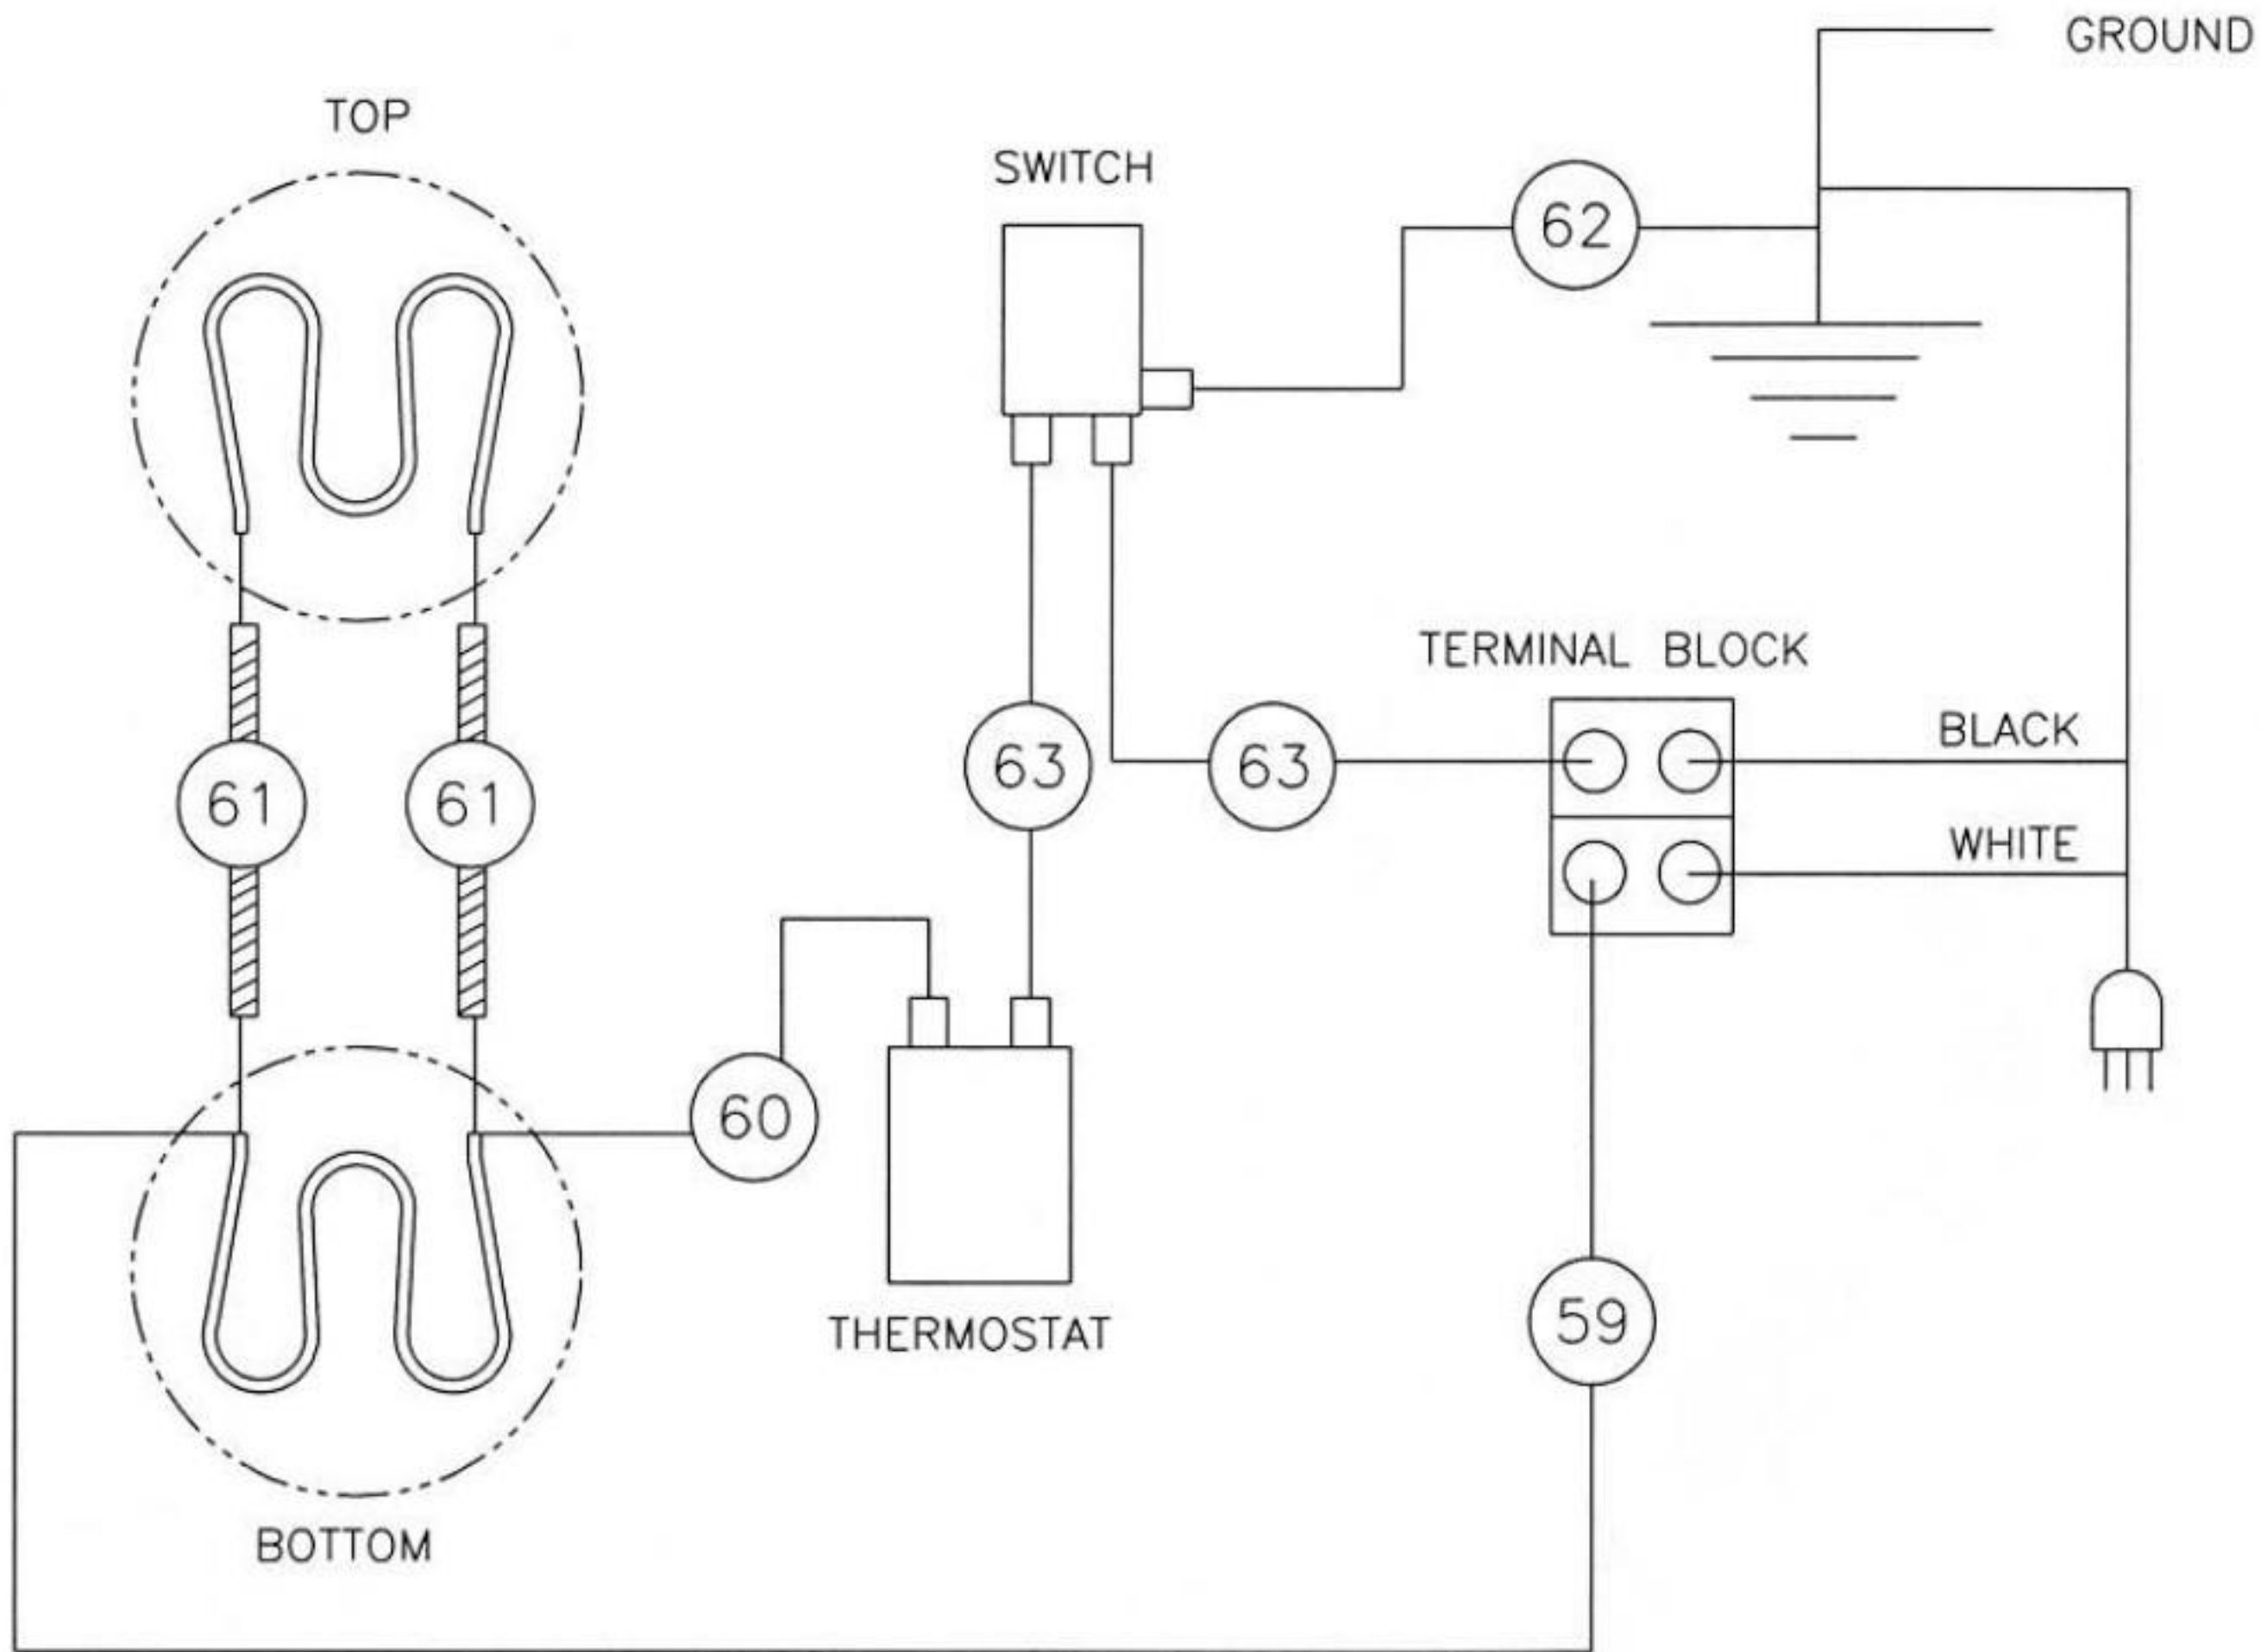 GROUND
TOP
SWITCH
62
TERMINAL BLOCK
BLACK
63
63
61
61
WHITE
60
THERMOSTAT
59
BOTTOM